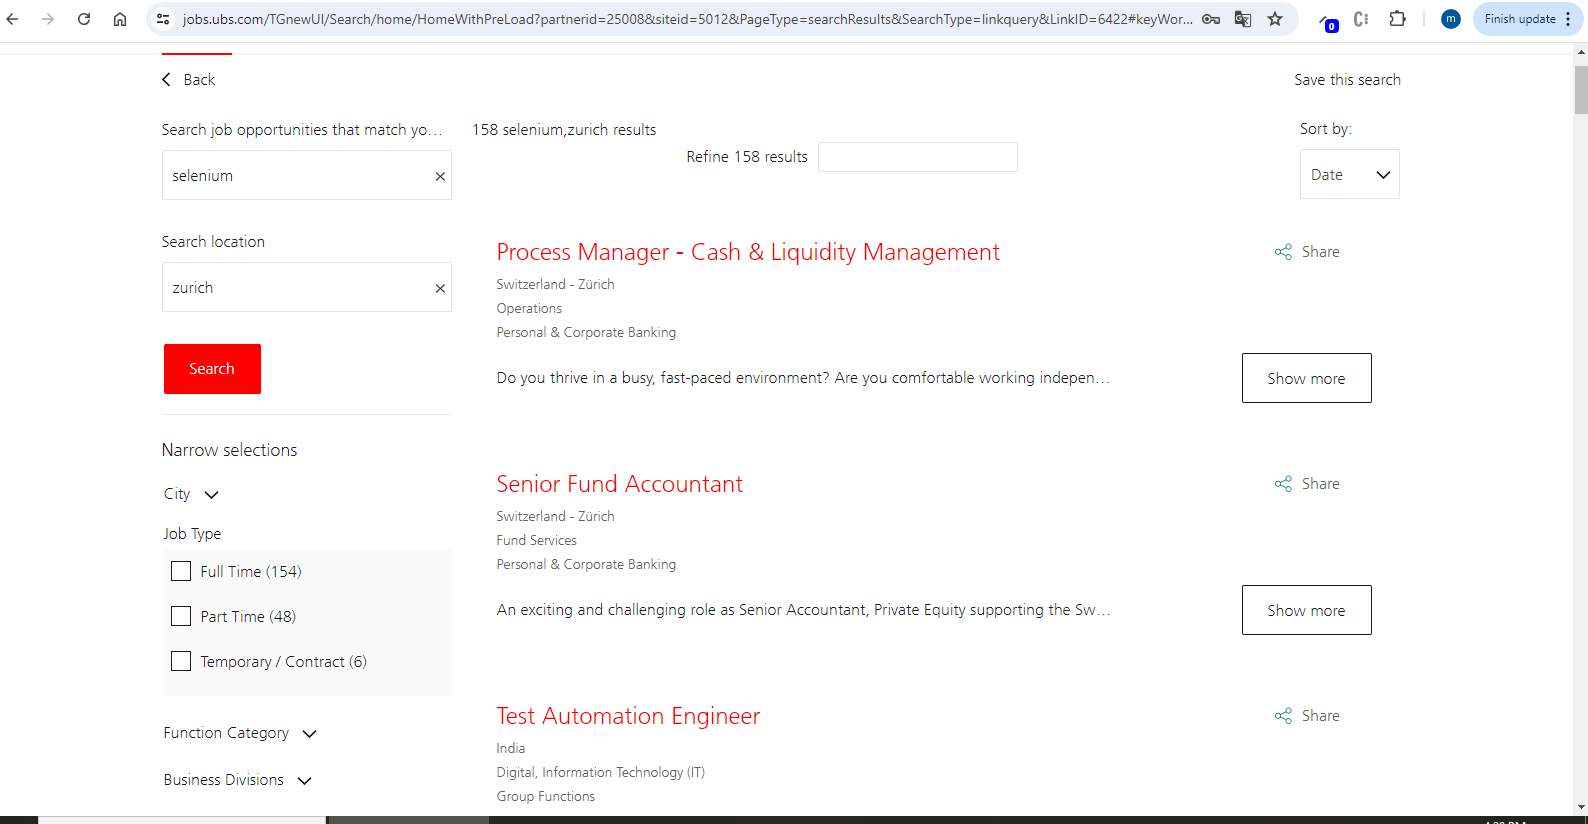 jobs.ubs.com/TGnewUI/Search/home/HomeWithPreLoad?partnerid=25008&siteid=5012&PageType=searchResults&SearchType=linkquery&LinkID=6422#keyWor...
0
m
Finish update
Back
Save this search
Search job opportunities that match yo...
158 selenium,zurich results
Sort by:
Refine 158 results
selenium
Date
Search location
zurich
Search
Process Manager - Cash & Liquidity Management
Share
Switzerland - Zürich
Operations
Personal & Corporate Banking
Do you thrive in a busy, fast-paced environment? Are you comfortable working indepen...
Show more
Narrow selections
City
Job Type
Full Time (154)
Part Time (48)
Temporary / Contract (6)
Function Category
Business Divisions
Senior Fund Accountant
Share
Switzerland - Zürich
Fund Services
Personal & Corporate Banking
An exciting and challenging role as Senior Accountant, Private Equity supporting the Sw...
Show more
Test Automation Engineer
Share
India
Digital, Information Technology (IT)
Group Functions